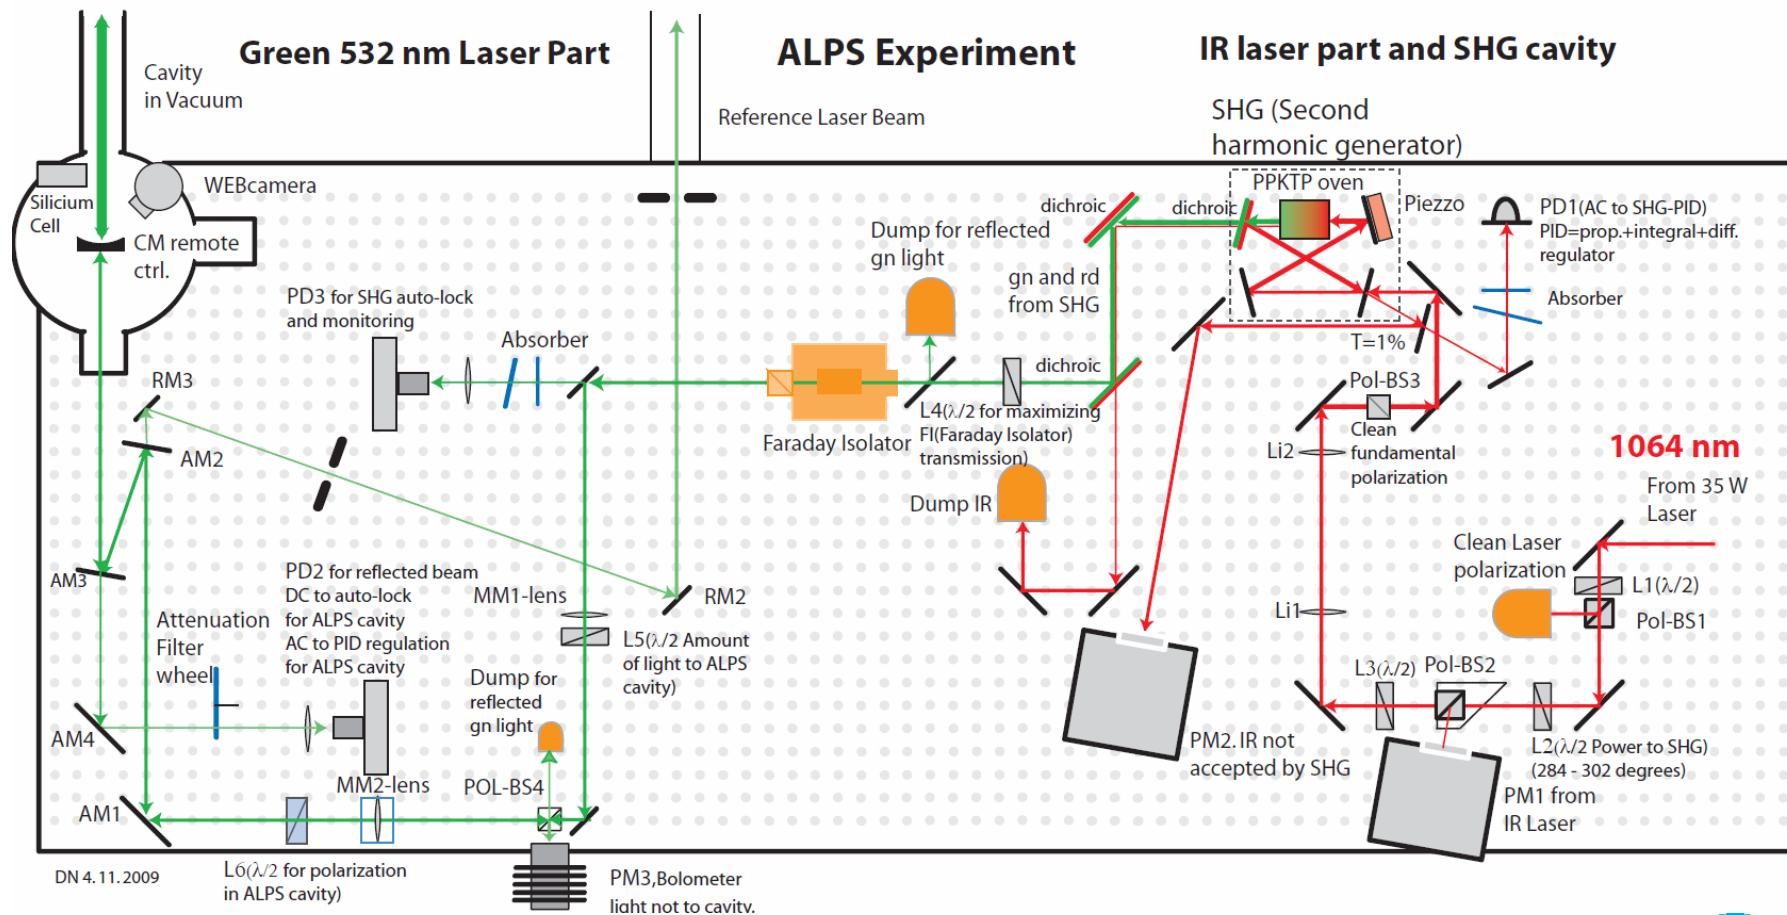 Green 532 nm Laser Part
ALPS Experiment
IR laser part and SHG cavity
Cavity
in Vacuum
Reference Laser Beam
SHG (Second
harmonic generator)
WEBcamera
Silicium
Cell
CM remote
ctrl.
PPKTP oven
dichroic
dichroic
Piezzo
PD1(AC to SHG-PID)
PID=prop.+integral+diff.
regulator
Absorber
Dump for reflected
gn light
gn and rd
from SHG
T=1%
PD3 for SHG auto-lock
and monitoring
Absorber
dichroic
RM3
AM2
Faraday Isolator
L4(λ/2 for maximizing
FI(Faraday Isolator)
transmission)
Pol-BS3
Clean
fundamental
polarization
Li2
1064 nm
From 35 W
Laser
Dump IR
Clean Laser
polarization
L1(λ/2)
Pol-BS1
AM3
PD2 for reflected beam
DC to auto-lock
for ALPS cavity
AC to PID regulation
for ALPS cavity
MM1-lens
RM2
Li1
Attenuation
Filter
wheel
L5(λ/2 Amount
of light to ALPS
cavity)
Dump for
reflected
gn light
L3(λ/2)
Pol-BS2
AM4
PM2. IR not
accepted by SHG
L2(λ/2 Power to SHG)
(284 - 302 degrees)
MM2-lens
POL-BS4
PM1 from
IR Laser
AM1
DN 4.11.2009
L6(λ/2 for polarization
in ALPS cavity)
PM3,Bolometer
light not to cavity.